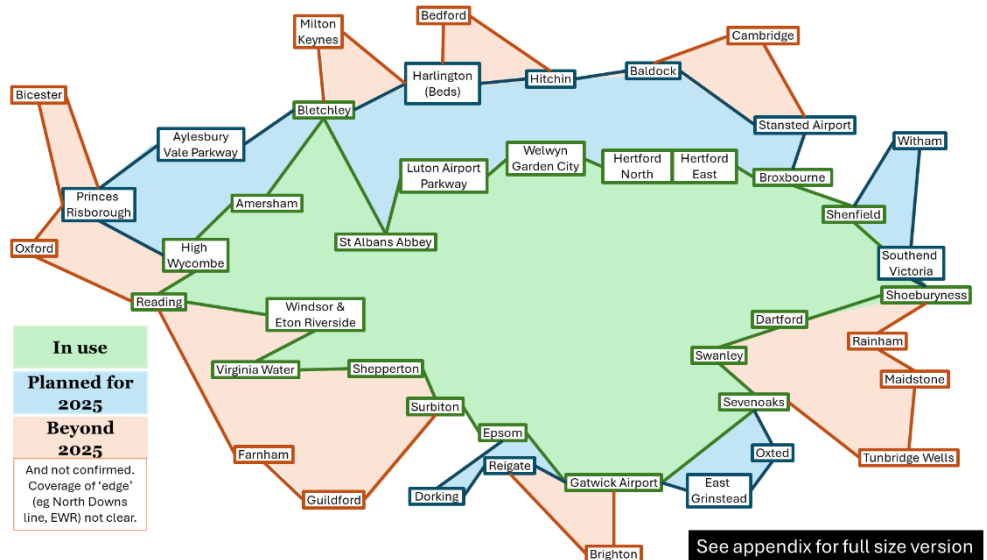 Bedford
Milton
Keynes
Cambridge
Harlington
(Beds)
Hitchin
Baldock
Bicester
Bletchley
Stansted Airport
Aylesbury
Vale Parkway
Witham
Welwyn
Garden City
Luton Airport
Parkway
Hertford
North
Hertford
East
Broxbourne
Princes
Risborough
Amersham
Shenfield
St Albans Abbey
Oxford
High
Wycombe
Southend
Victoria
Reading
Shoeburyness
Windsor &
Eton Riverside
Dartford
Rainham
In use
Swanley
Virginia Water
Shepperton
Maidstone
Planned for
2025
Surbiton
Sevenoaks
Beyond
2025
Epsom
And not confirmed.
Coverage of ‘edge’
(eg North Downs
line, EWR) not clear.
Farnham
Oxted
Tunbridge Wells
Reigate
Gatwick Airport
East
Grinstead
Guildford
Dorking
Brighton
See appendix for full size version